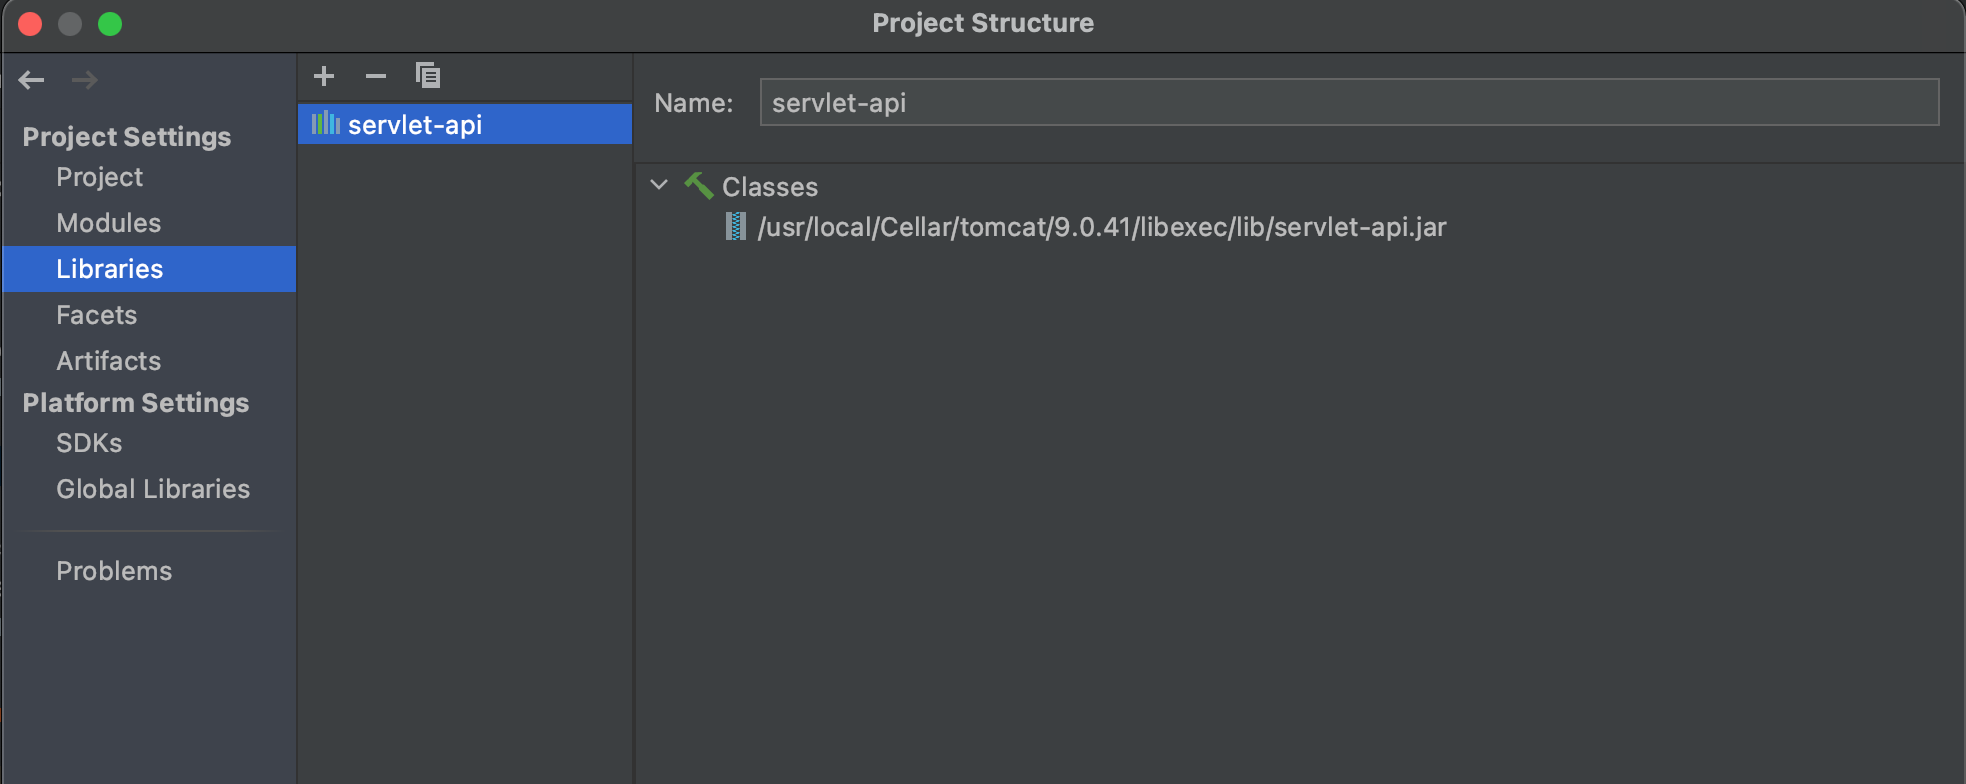 Project Structure
Project Settings
Project
Modules
Libraries
Facets
Artifacts
Platform Settings
SDKs
Global Libraries
Problems
servlet-api
Name: servlet-api
Classes
/usr/local/Cellar/tomcat/9.0.41/libexec/lib/servlet-api.jar